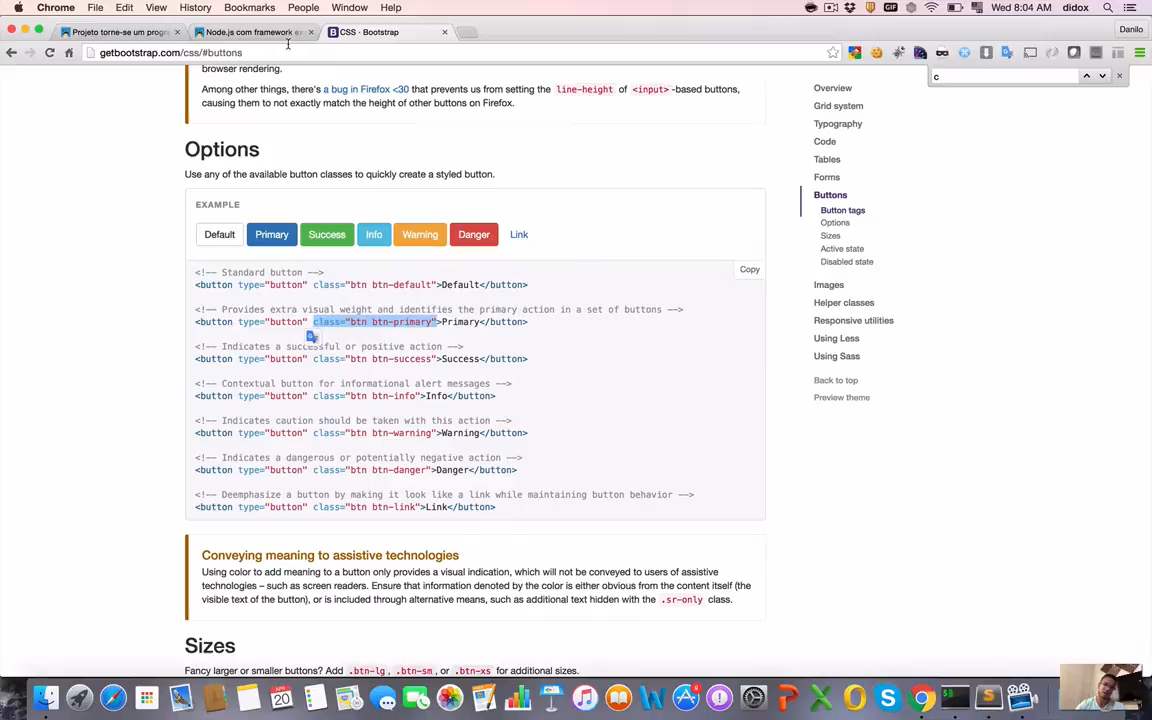 Chrome File Edit View History Bookmarks People Window Help
GIF Wed 8:04 AM didox
Projeto torne-se um progr
Node.js com framework ex
CSS · Bootstrap
Danilo
getbootstrap.com/css/#buttons
c
browser rendering.
Among other things, there's a bug in Firefox <30 that prevents us from setting the line-height of <input> -based buttons,
causing them to not exactly match the height of other buttons on Firefox.
Options
Use any of the available button classes to quickly create a styled button.
EXAMPLE
Default Primary Success Info Warning Danger Link
Copy
<!-- Standard button -->
<button type="button" class="btn btn-default">Default</button>
<!-- Provides extra visual weight and identifies the primary action in a set of buttons -->
<button type="button" class="btn btn-primary">Primary</button>
<!-- Indicates a successful or positive action -->
<button type="button" class="btn btn-success">Success</button>
<!-- Contextual button for informational alert messages -->
<button type="button" class="btn btn-info">Info</button>
<!-- Indicates caution should be taken with this action -->
<button type="button" class="btn btn-warning">Warning</button>
<!-- Indicates a dangerous or potentially negative action -->
<button type="button" class="btn btn-danger">Danger</button>
<!-- Deemphasize a button by making it look like a link while maintaining button behavior -->
<button type="button" class="btn btn-link">Link</button>
Conveying meaning to assistive technologies
Using color to add meaning to a button only provides a visual indication, which will not be conveyed to users of assistive
technologies – such as screen readers. Ensure that information denoted by the color is either obvious from the content itself (the
visible text of the button), or is included through alternative means, such as additional text hidden with the .sr-only class.
Sizes
Fancy larger or smaller buttons? Add .btn-lg , .btn-sm , or .btn-xs for additional sizes.
Overview
Grid system
Typography
Code
Tables
Forms
Buttons
Button tags
Options
Sizes
Active state
Disabled state
Images
Helper classes
Responsive utilities
Using Less
Using Sass
Back to top
Preview theme